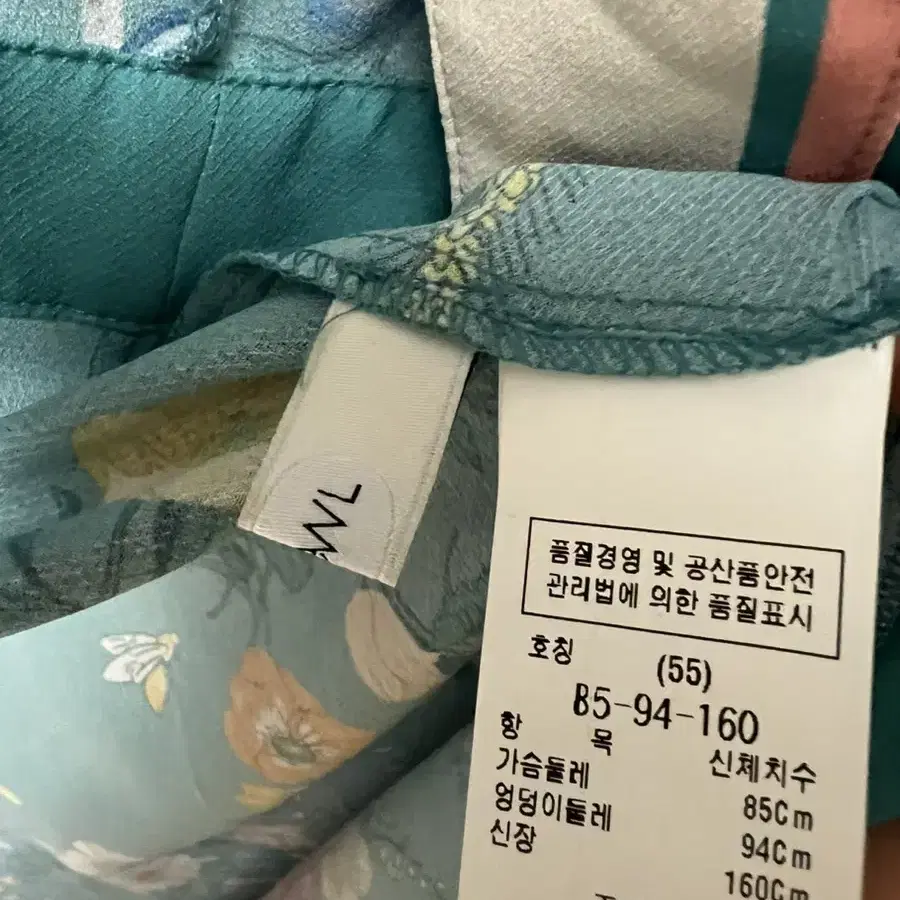 품질경영 및 공산품안전
관리법에 의한 품질표시
호칭 (55)
85-94-160
항 목 신체치수
가슴둘레 85Cm
엉덩이둘레 94Cm
신장 160Cm